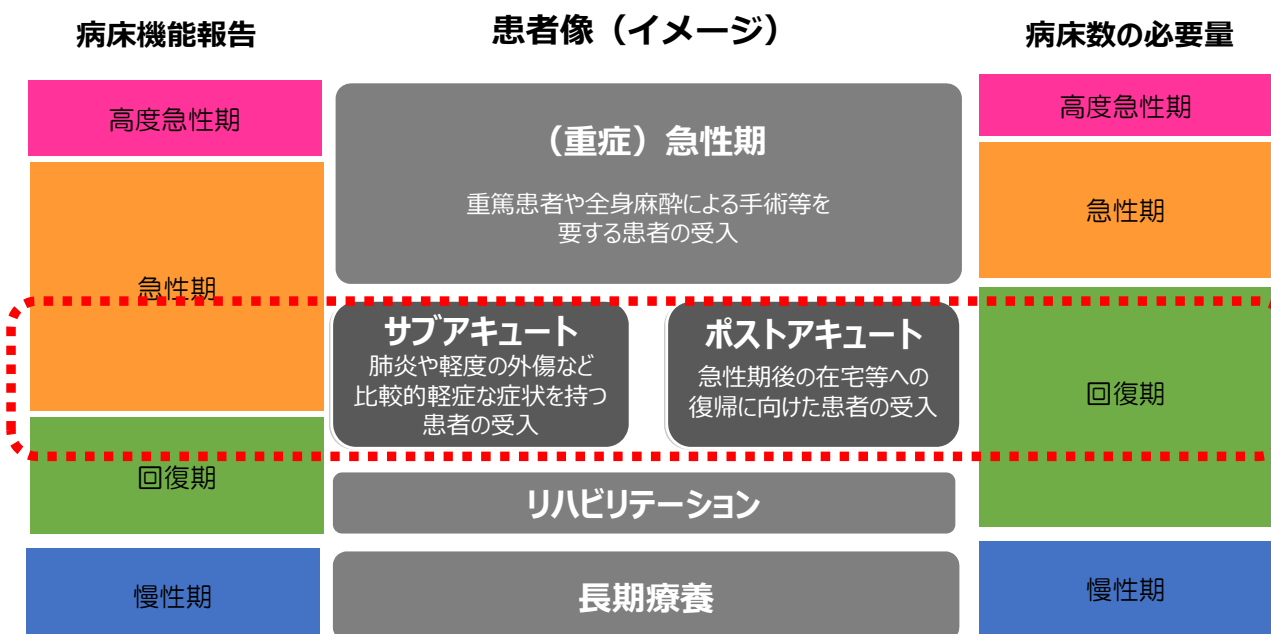 病床機能報告
患者像（イメージ）
病床数の必要量
高度急性期
急性期
回復期
慢性期
（重症）急性期
重篤患者や全身麻酔による手術等を
要する患者の受入
サブアキュート
肺炎や軽度の外傷など
比較的軽症な症状を持つ
患者の受入
ポストアキュート
急性期後の在宅等への
復帰に向けた患者の受入
リハビリテーション
長期療養
高度急性期
急性期
回復期
慢性期